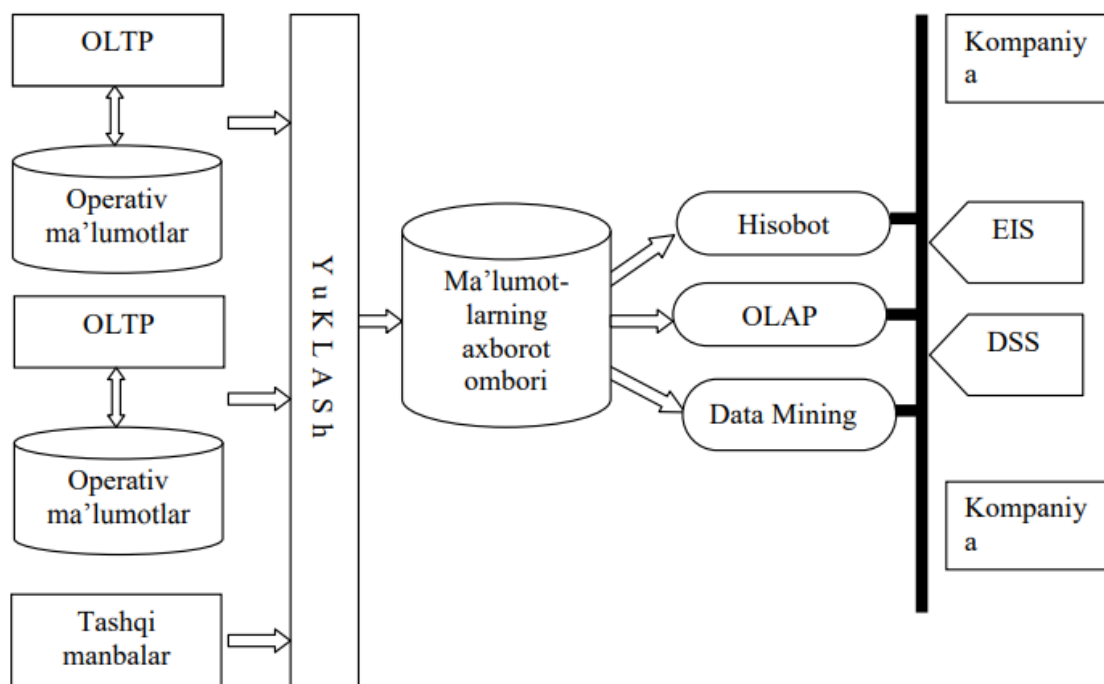 OLTP
Operativ
ma'lumotlar
OLTP
Operativ
ma'lumotlar
Tashqi
manbalar
YuKLASh
Ma'lumot-
larning
axborot
ombori
Hisobot
OLAP
Data Mining
Kompaniy
a
EIS
DSS
Kompaniy
a